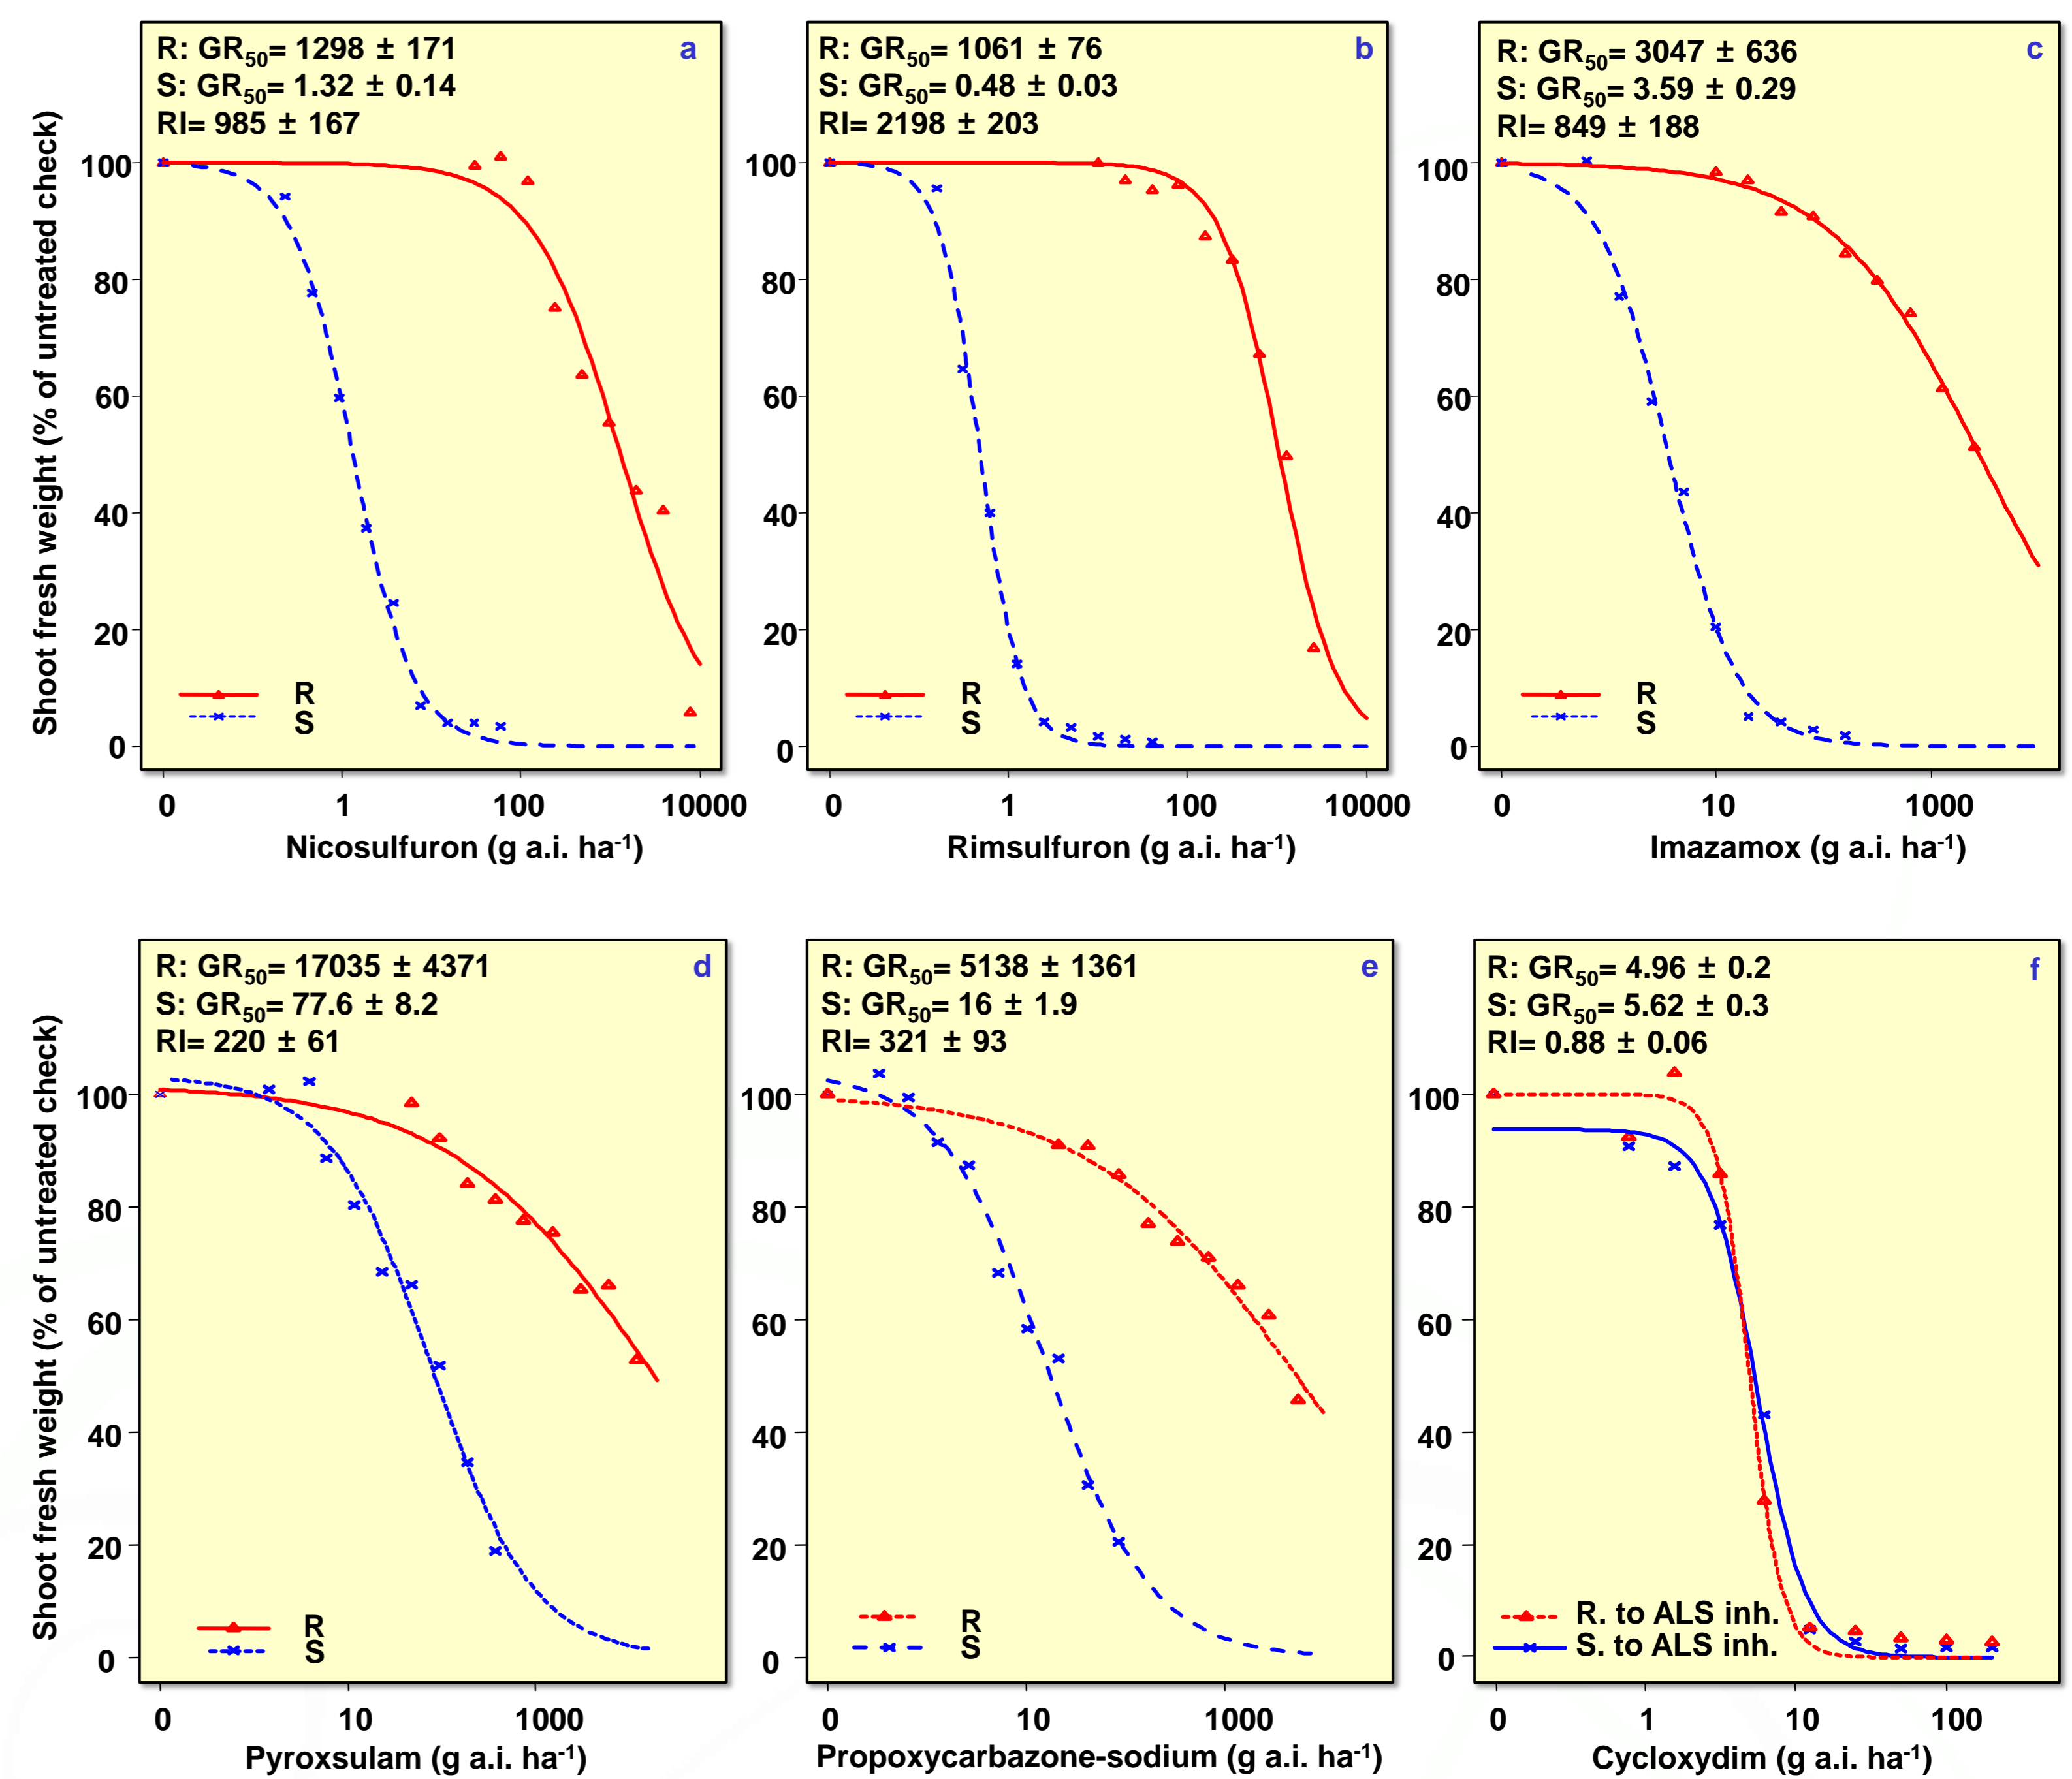 R: GR50= 1298 ± 171
a
S: GR50= 1.32 ± 0.14
RI= 985 ± 167
Shoot fresh weight (% of untreated check)
100
80
60
40
20
0
R
S
0 1 100 10000
Nicosulfuron (g a.i. ha-1)
R: GR50= 1061 ± 76
b
S: GR50= 0.48 ± 0.03
RI= 2198 ± 203
100
80
60
40
20
0
R
S
0 1 100 10000
Rimsulfuron (g a.i. ha-1)
R: GR50= 3047 ± 636
c
S: GR50= 3.59 ± 0.29
RI= 849 ± 188
100
80
60
40
20
0
R
S
0 10 1000
Imazamox (g a.i. ha-1)
R: GR50= 17035 ± 4371
d
S: GR50= 77.6 ± 8.2
RI= 220 ± 61
Shoot fresh weight (% of untreated check)
100
80
60
40
20
0
R
S
0 10 1000
Pyroxsulam (g a.i. ha-1)
R: GR50= 5138 ± 1361
e
S: GR50= 16 ± 1.9
RI= 321 ± 93
100
80
60
40
20
0
R
S
0 10 1000
Propoxycarbazone-sodium (g a.i. ha-1)
R: GR50= 4.96 ± 0.2
f
S: GR50= 5.62 ± 0.3
RI= 0.88 ± 0.06
100
80
60
40
20
0
R. to ALS inh.
S. to ALS inh.
0 1 10 100
Cycloxydim (g a.i. ha-1)